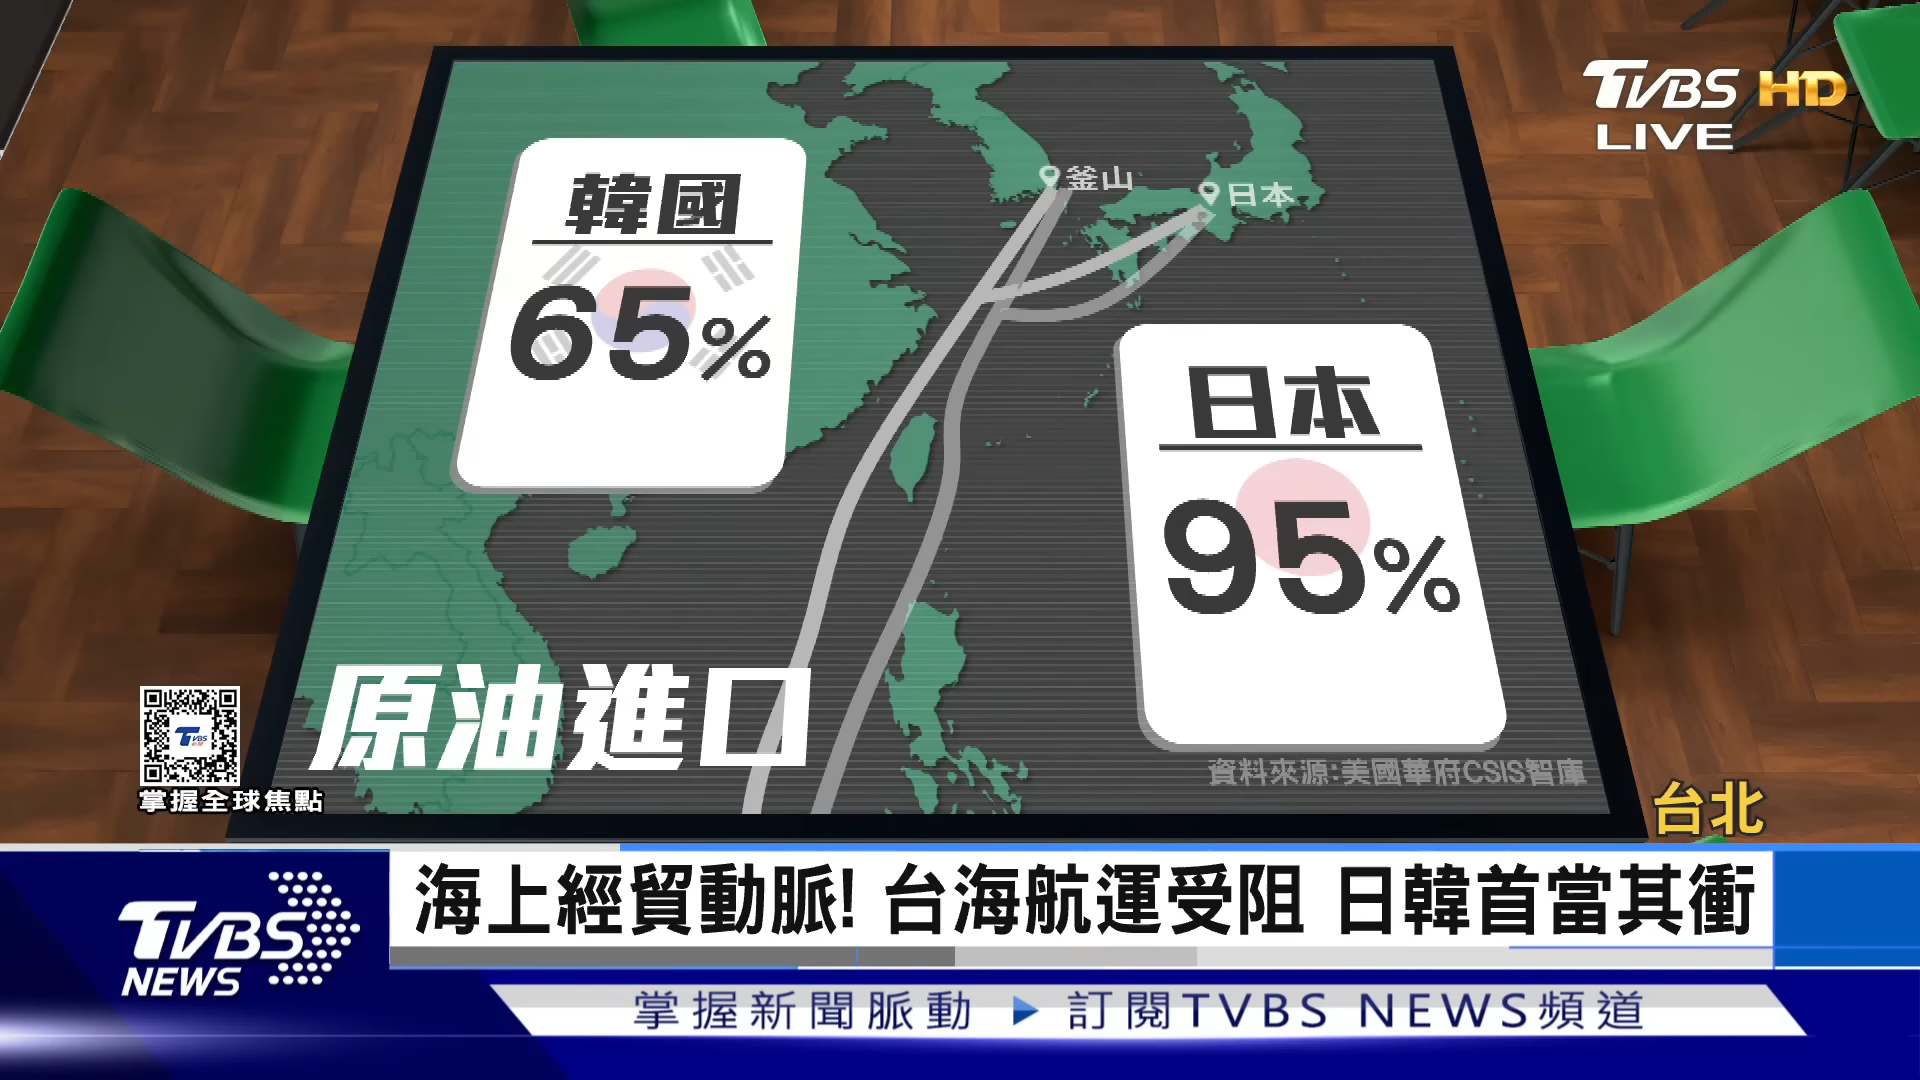 TVBS HD
LIVE
釜山
日本
韓國
65%
日本
95%
原油進口
資料來源:美國華府CSIS智庫
TVBS
新聞
掌握全球焦點
台北
海上經貿動脈! 台海航運受阻 日韓首當其衝
TVBS
NEWS
掌握新聞脈動 ▶ 訂閱TVBS NEWS頻道